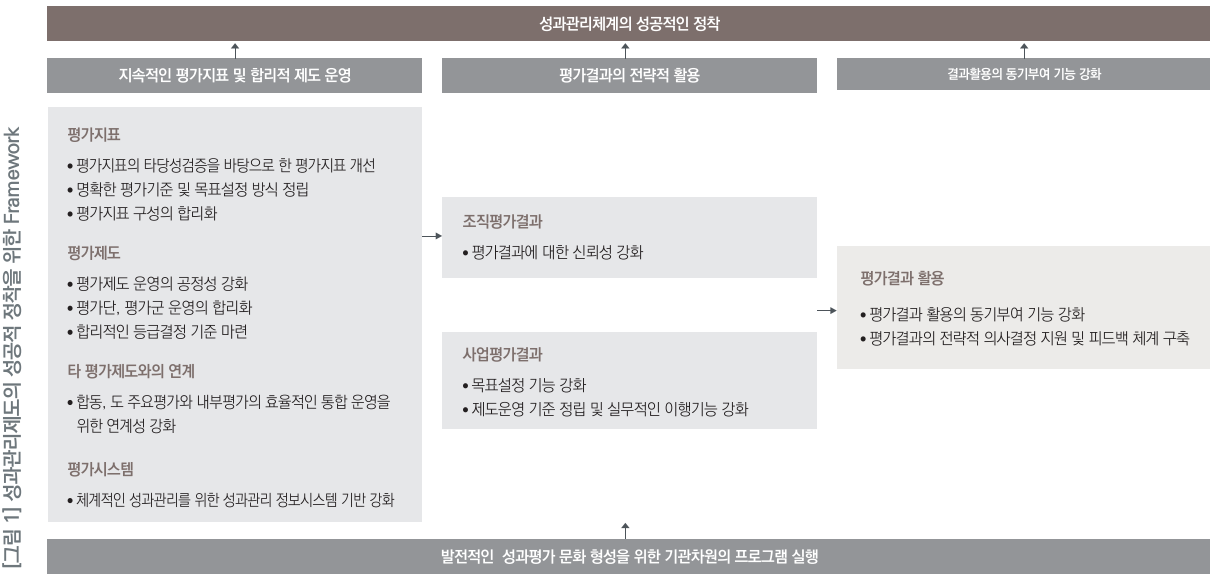 [그림 1] 성과관리제도의 성공적 정착을 위한 Framework
성과관리체계의 성공적인 정착
지속적인 평가지표 및 합리적 제도 운영
평가지표
• 평가지표의 타당성검증을 바탕으로 한 평가지표 개선
• 명확한 평가기준 및 목표설정 방식 정립
• 평가지표 구성의 합리화
평가제도
• 평가제도 운영의 공정성 강화
• 평가단, 평가군 운영의 합리화
• 합리적인 등급결정 기준 마련
타 평가제도와의 연계
• 합동, 도 주요평가와 내부평가의 효율적인 통합 운영을
위한 연계성 강화
평가시스템
• 체계적인 성과관리를 위한 성과관리 정보시스템 기반 강화
평가결과의 전략적 활용
조직평가결과
• 평가결과에 대한 신뢰성 강화
사업평가결과
• 목표설정 기능 강화
• 제도운영 기준 정립 및 실무적인 이행기능 강화
결과활용의 동기부여 기능 강화
평가결과 활용
• 평가결과 활용의 동기부여 기능 강화
• 평가결과의 전략적 의사결정 지원 및 피드백 체계 구축
발전적인 성과평가 문화 형성을 위한 기관차원의 프로그램 실행